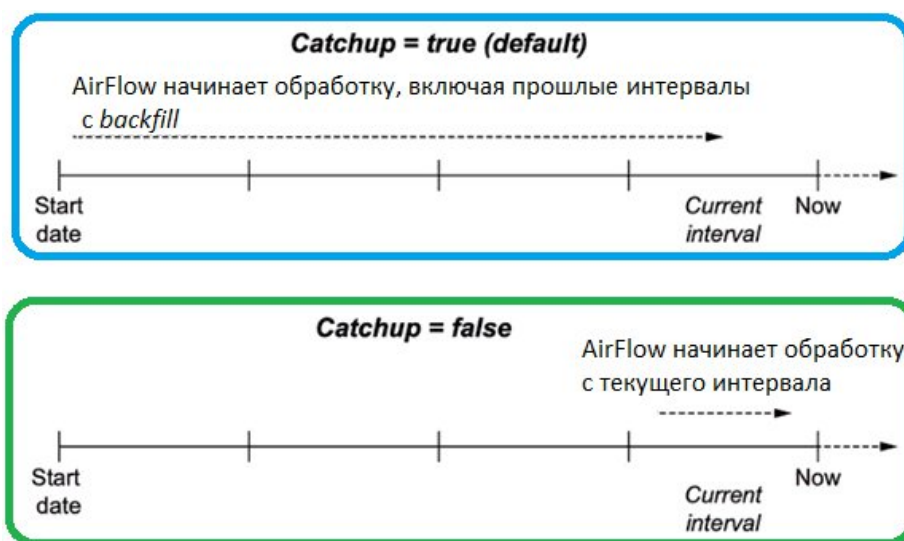 Catchup = true (default)
AirFlow начинает обработку, включая прошлые интервалы
с backfill
Start
date
Current
interval
Now
Catchup = false
AirFlow начинает обработку
с текущего интервала
Start
date
Current
interval
Now